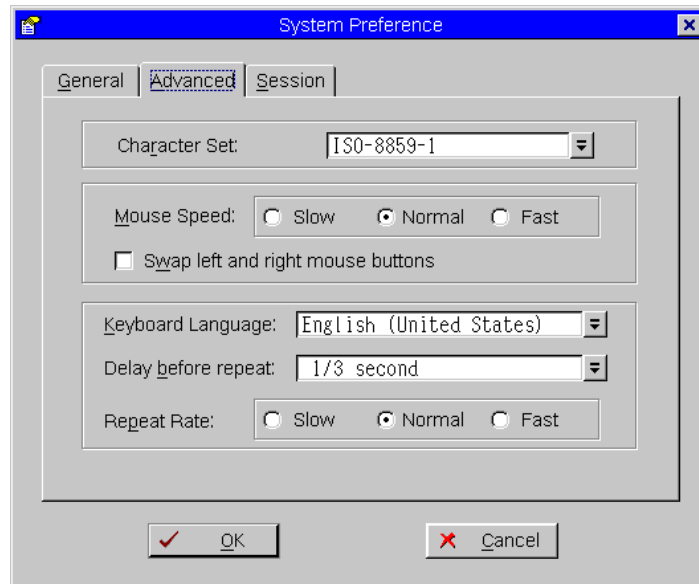 System Preference
General Advanced Session
Character Set: ISO-8859-1
Mouse Speed: Slow Normal Fast
Swap left and right mouse buttons
Keyboard Language: English (United States)
Delay before repeat: 1/3 second
Repeat Rate: Slow Normal Fast
OK Cancel